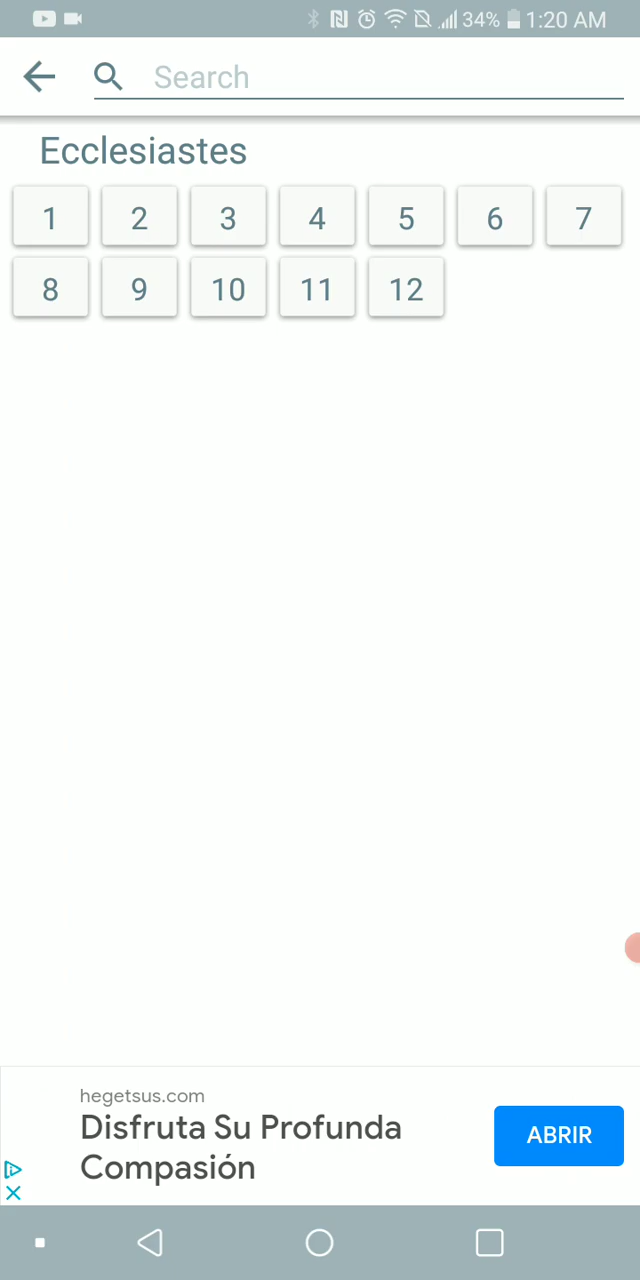 34% 1:20 AM
Search
Ecclesiastes
1 2 3 4 5 6 7
8 9 10 11 12
hegetsus.com
Disfruta Su Profunda
Compasión
ABRIR